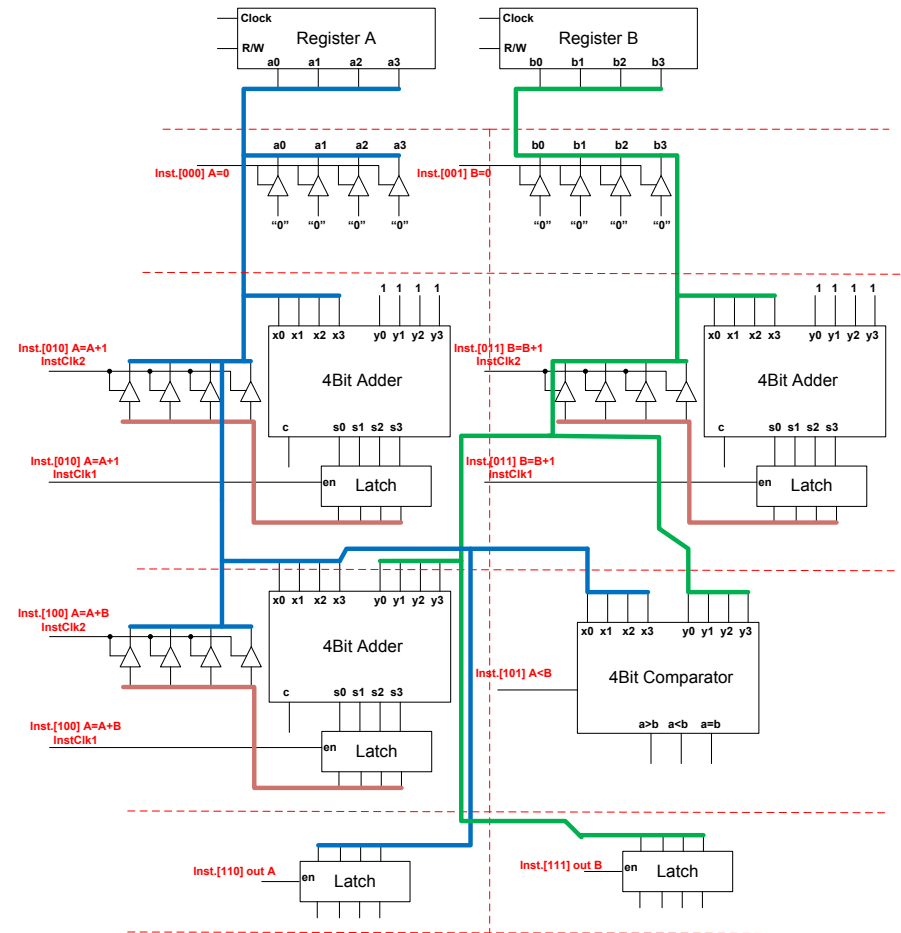 Clock
Register A
R/W
a0 a1 a2 a3
Clock
Register B
R/W
b0 b1 b2 b3
a0 a1 a2 a3
Inst.[000] A=0
“0” “0” “0” “0”
b0 b1 b2 b3
Inst.[001] B=0
“0” “0” “0” “0”
1 1 1 1
x0 x1 x2 x3 y0 y1 y2 y3
Inst.[010] A=A+1
InstClk2
4Bit Adder
c s0 s1 s2 s3
Inst.[010] A=A+1
InstClk1
en
Latch
1 1 1 1
x0 x1 x2 x3 y0 y1 y2 y3
Inst.[011] B=B+1
InstClk2
4Bit Adder
c s0 s1 s2 s3
Inst.[011] B=B+1
InstClk1
en
Latch
x0 x1 x2 x3 y0 y1 y2 y3
Inst.[100] A=A+B
InstClk2
4Bit Adder
c s0 s1 s2 s3
Inst.[100] A=A+B
InstClk1
en
Latch
x0 x1 x2 x3 y0 y1 y2 y3
Inst.[101] A<B
4Bit Comparator
a>b a<b a=b
Inst.[110] out A
en
Latch
Inst.[111] out B
en
Latch